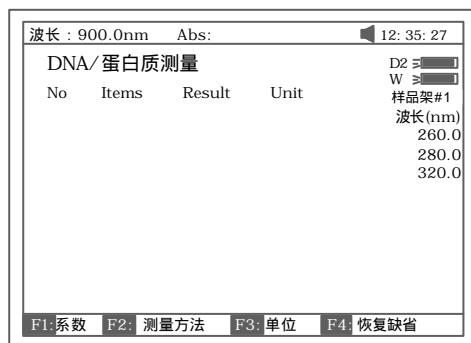 波长：900.0nm Abs: 12: 35: 27
DNA/蛋白质测量
D2
W
No Items Result Unit
样品架#1
波长(nm)
260.0
280.0
320.0
F1:系数 F2: 测量方法 F3: 单位 F4: 恢复缺省